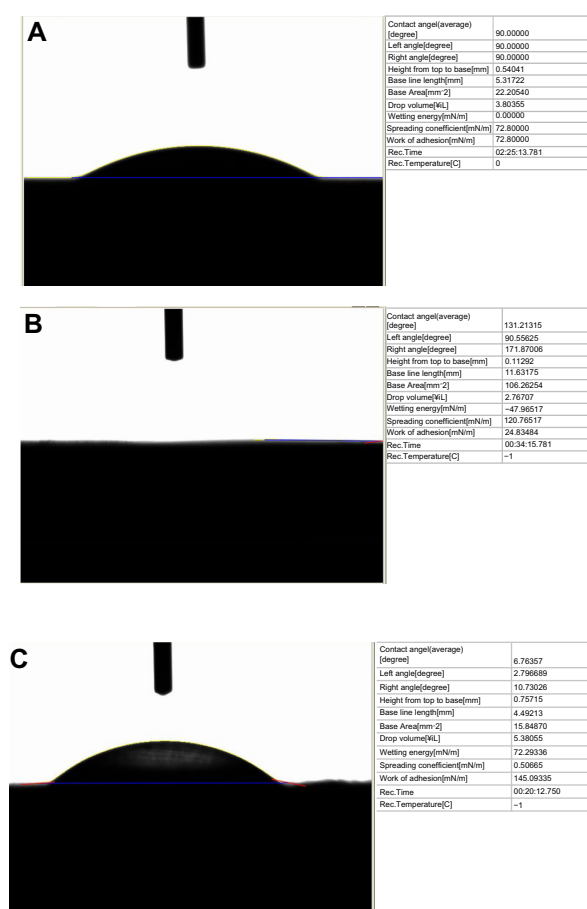 A
Contact angel(average)
[degree] 90.00000
Left angle[degree] 90.00000
Right angle[degree] 90.00000
Height from top to base[mm] 0.54041
Base line length[mm] 5.31722
Base Area[mm^2] 22.20540
Drop volume[¥iL] 3.80355
Wetting energy[mN/m] 0.00000
Spreading conefficient[mN/m] 72.80000
Work of adhesion[mN/m] 72.80000
Rec.Time 02:25:13.781
Rec.Temperature[C] 0
B
Contact angel(average)
[degree] 131.21315
Left angle[degree] 90.55625
Right angle[degree] 171.87006
Height from top to base[mm] 0.11292
Base line length[mm] 11.63175
Base Area[mm^2] 106.26254
Drop volume[¥iL] 2.76707
Wetting energy[mN/m] −47.96517
Spreading conefficient[mN/m] 120.76517
Work of adhesion[mN/m] 24.83484
Rec.Time 00:34:15.781
Rec.Temperature[C] −1
C
Contact angel(average)
[degree] 6.76357
Left angle[degree] 2.796689
Right angle[degree] 10.73026
Height from top to base[mm] 0.75715
Base line length[mm] 4.49213
Base Area[mm^2] 15.84870
Drop volume[¥iL] 5.38055
Wetting energy[mN/m] 72.29336
Spreading conefficient[mN/m] 0.50665
Work of adhesion[mN/m] 145.09335
Rec.Time 00:20:12.750
Rec.Temperature[C] −1